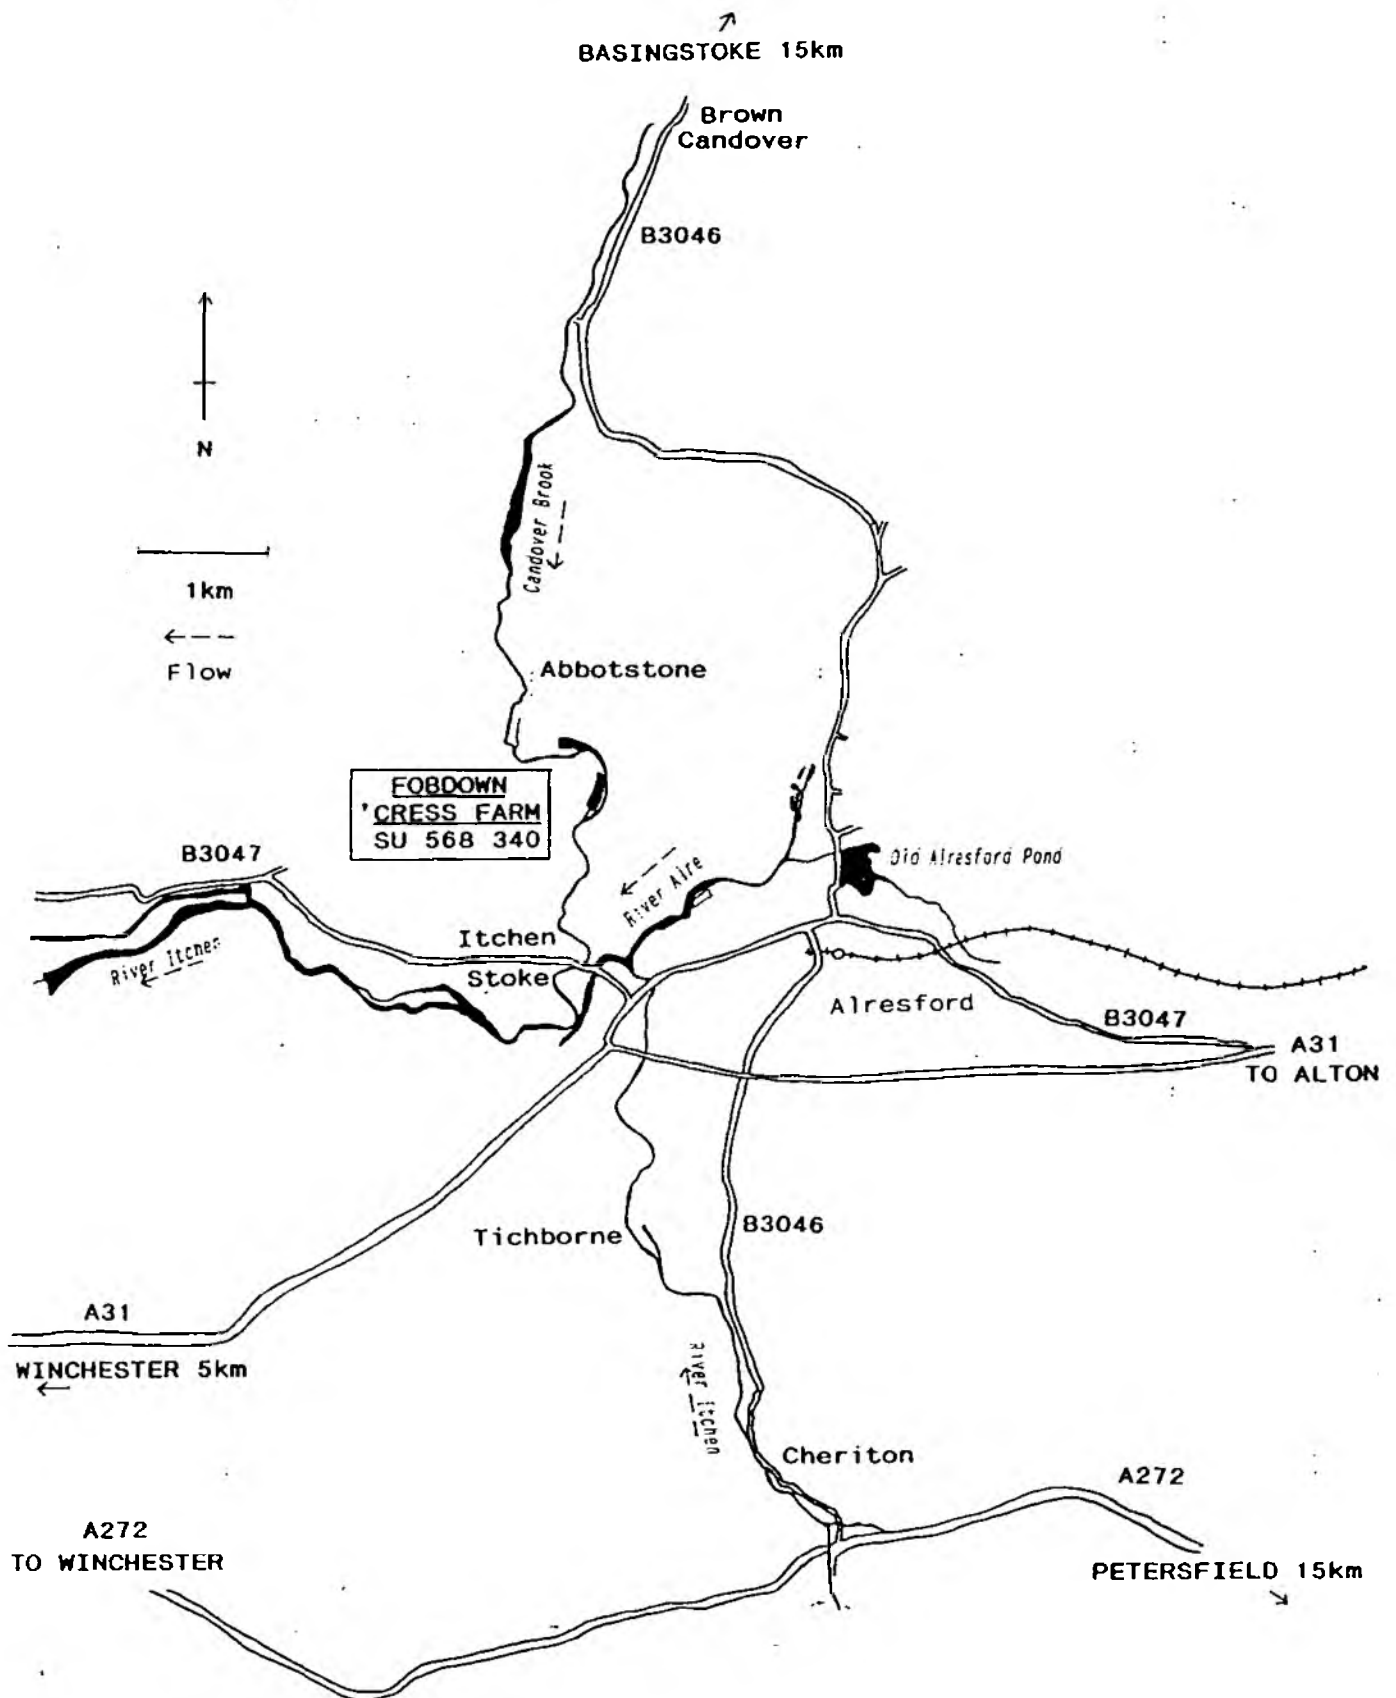 BASINGSTOKE 15km
Brown
Candover
B3046
N
Candover Brook
1km
Flow
Abbotstone
FOBDOWN
'CRESS FARM
SU 568 340
B3047
Old Alresford Pond
River Alre
Itchen
Stoke
River Itchen
Alresford
B3047
A31
TO ALTON
Tichborne
B3046
A31
WINCHESTER 5km
River Itchen
Cheriton
A272
A272
TO WINCHESTER
PETERSFIELD 15km